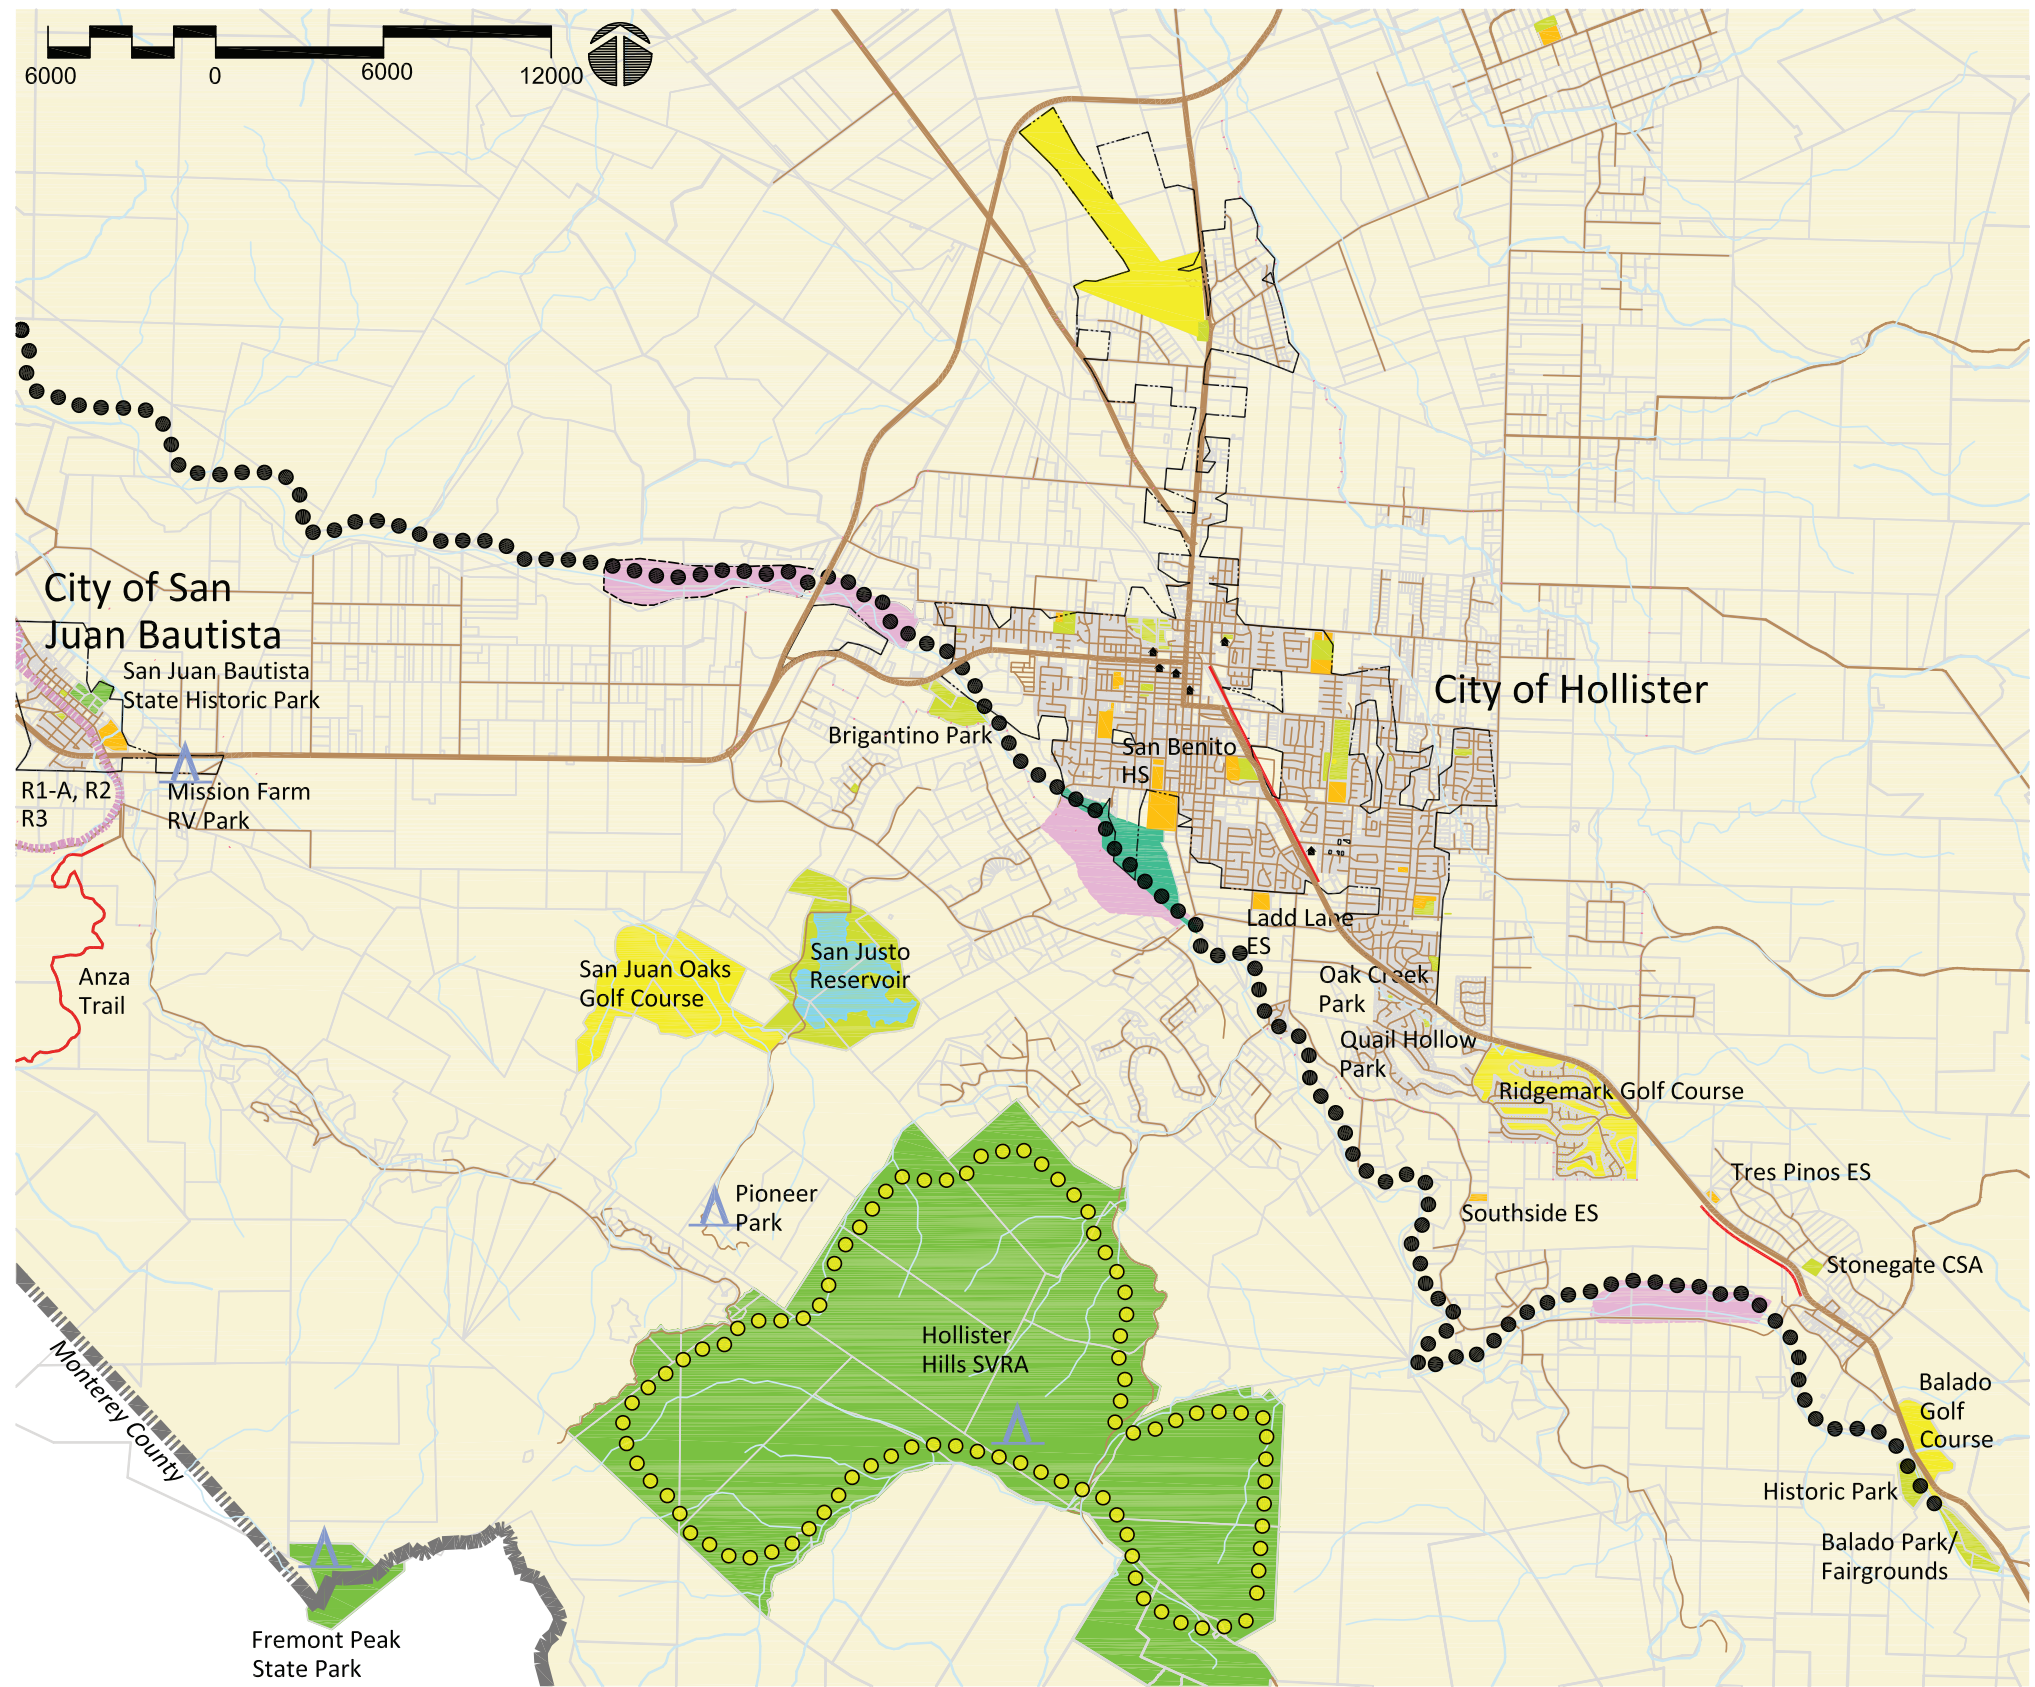 6000 0 6000 12000
City of San
Juan Bautista
San Juan Bautista
State Historic Park
City of Hollister
Brigantino Park
San Benito
HS
R1-A, R2
R3
Mission Farm
RV Park
Anza
Trail
San Juan Oaks
Golf Course
San Justo
Reservoir
Ladd Lane
ES
Oak Creek
Park
Quail Hollow
Park
Ridgemark Golf Course
Tres Pinos ES
Southside ES
Pioneer
Park
Stonegate CSA
Hollister
Hills SVRA
Monterey County
Balado
Golf
Course
Historic Park
Balado Park/
Fairgrounds
Fremont Peak
State Park